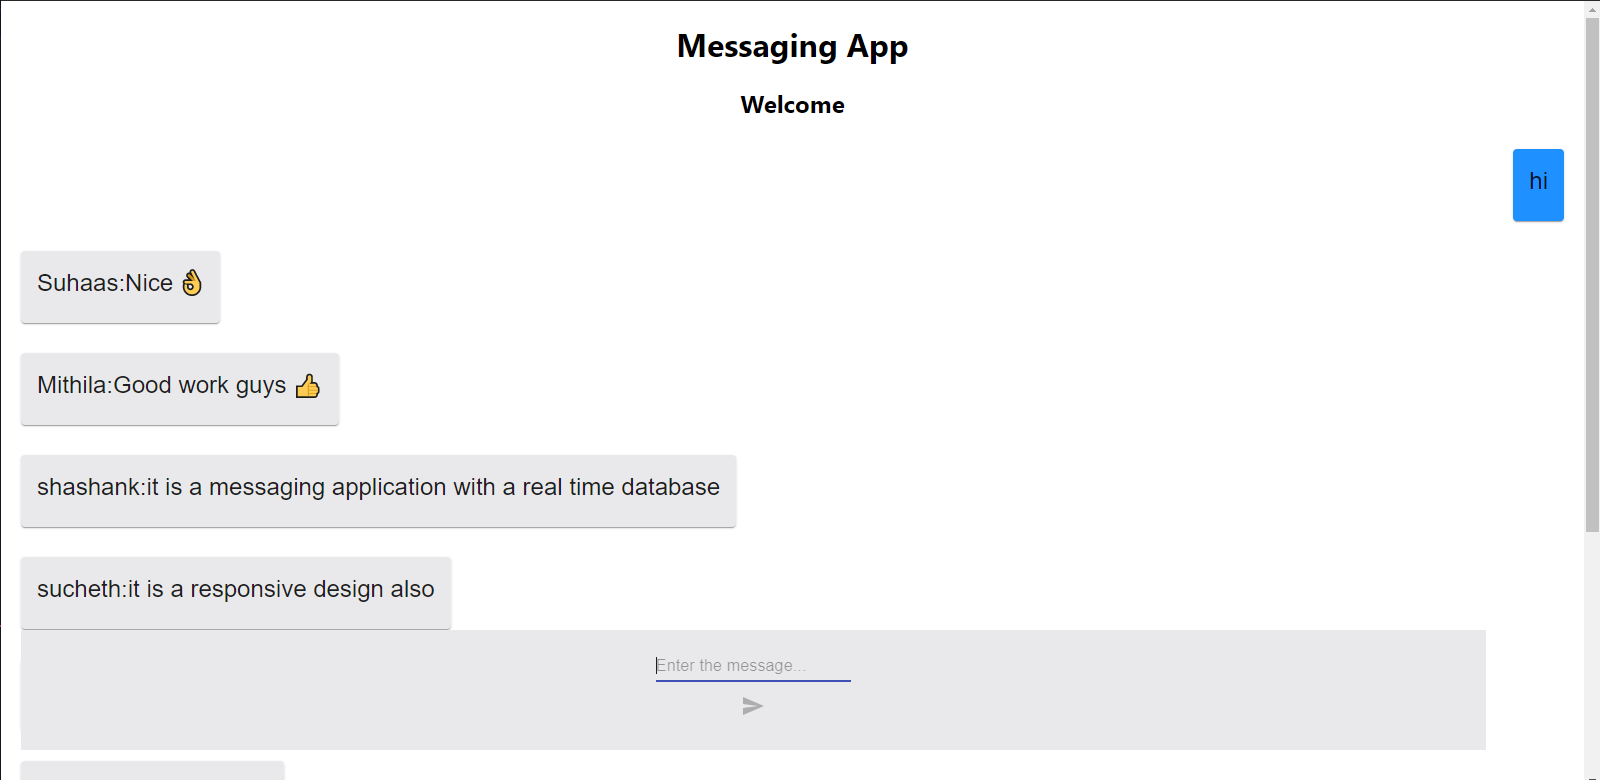 Messaging App
Welcome
hi
Suhaas:Nice 👌
Mithila:Good work guys 👍
shashank:it is a messaging application with a real time database
sucheth:it is a responsive design also
Enter the message...